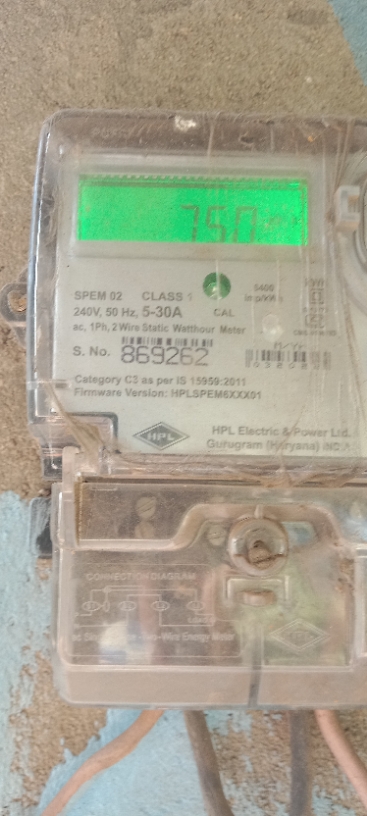 750
SPEM 02 CLASS 1
240V, 50 Hz, 5-30A CAL
ac, 1Ph, 2 Wire Static Watthour Meter
S. No. 869262
Category C3 as per IS 15959:2011
Firmware Version: HPLSPEM6XXX01
HPL
HPL Electric & Power Ltd.
Gurugram (Haryana)
CONNECTION DIAGRAM